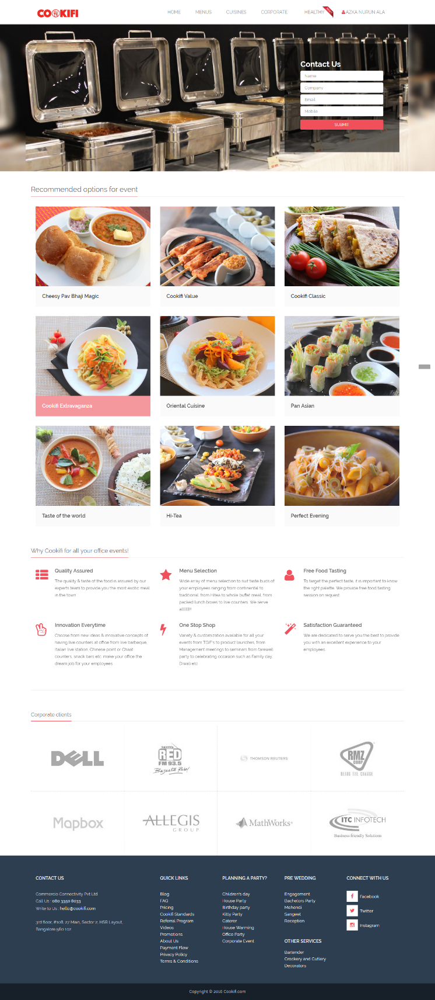 COOKIFI
HOME MENUS CUISINES CORPORATE HEALTHY AZKA NURUN ALA
Contact Us
Name
Company
Email
Mobile
SUBMIT
Recommended options for event
Cheesy Pav Bhaji Magic
Cookifi Value
Cookifi Classic
Cookifi Extravaganza
Oriental Cuisine
Pan Asian
Taste of the world
Hi-Tea
Perfect Evening
Why Cookifi for all your office events!
Quality Assured
The quality & taste of the food is assured by our
experts team to provide you the most exotic meal
in the town
Menu Selection
Wide array of menu selection to suit taste buds of
your employees ranging from continental to
traditional, from Hitea to whole buffet meal, from
packed lunch boxes to live counters. We serve
Free Food Tasting
To target the perfect taste, it is important to know
the right palette. We provide free food tasting
session on request
Innovation Everytime
Choose from new ideas & innovative concepts of
having live counters at office from live barbeque,
Italian live station, Chinese point or Chaat
counters, snack bars etc. make your office the
dream job for your employees
One Stop Shop
Variety & customization available for all your
events from TGIF's to product launches, from
Management meetings to seminars from farewell
party to celebrating occasion such as Family day,
Diwali etc.
Satisfaction Guaranteed
We are dedicated to serve you the best to provide
you with an excellent experience to your
employees
Corporate clients
DELL
RED
FM 93.5
Bajaate Raho!
THOMSON REUTERS
RMZ
CORP
BEING THE CHANGE
Mapbox
ALLEGIS
GROUP
MathWorks®
ITC INFOTECH
Business-friendly Solutions
CONTACT US
Commercio Connectivity Pvt Ltd
Call Us : 080 3350 8033
Write to Us : hello@cookifi.com
3rd floor, #108, 27 Main, Sector 2, HSR Layout,
Bangalore 560 102
QUICK LINKS
Blog
FAQ
Pricing
Cookifi Standards
Referral Program
Videos
Promotions
About Us
Payment Flow
Privacy Policy
Terms & Conditions
PLANNING A PARTY?
Children's day
House Party
Birthday party
Kitty Party
Caterer
House Warming
Office Party
Corporate Event
PRE WEDDING
Engagement
Bachelors Party
Mehendi
Sangeet
Reception
OTHER SERVICES
Bartender
Crockery and Cutlery
Decorators
CONNECT WITH US
Facebook
Twitter
Instagram
Copyright © 2016 Cookifi.com